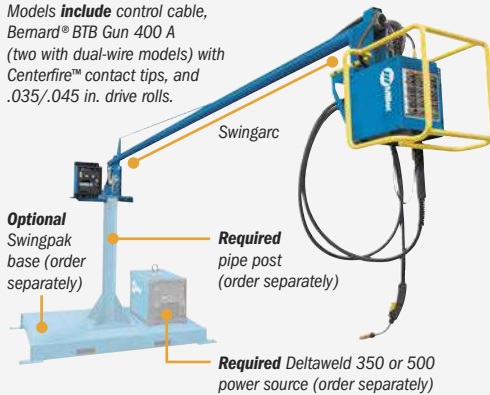 Models include control cable,
Bernard® BTB Gun 400 A
(two with dual-wire models) with
Centerfire™ contact tips, and
.035/.045 in. drive rolls.
Swingarc
Miller
Optional
Swingpak
base (order
separately)
Required
pipe post
(order separately)
Required Deltaweld 350 or 500
power source (order separately)